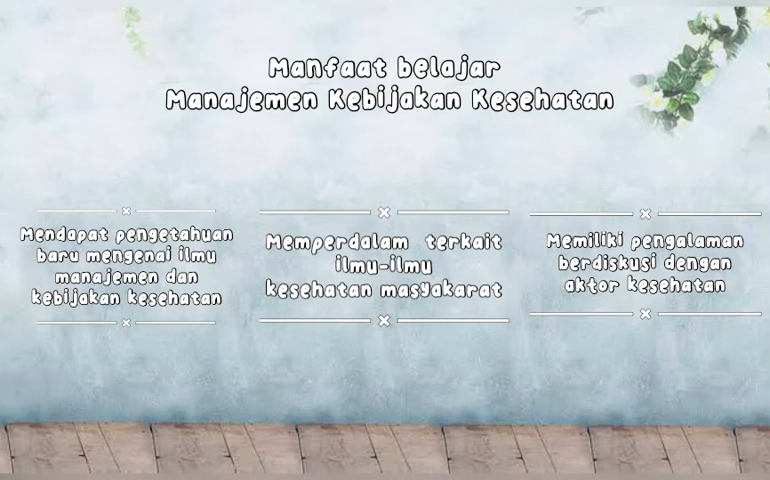 Manfaat belajar
Manajemen Kebijakan Kesehatan
Mendapat pengetahuan
baru mengenai ilmu
manajemen dan
kebijakan kesehatan
Memperdalam terkait
ilmu-ilmu
kesehatan masyakarat
Memiliki pengalaman
berdiskusi dengan
aktor kesehatan